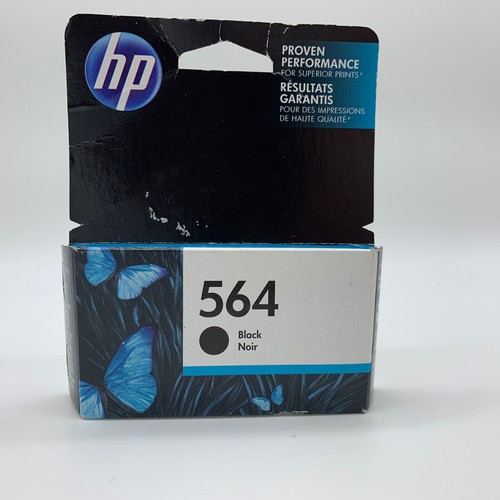 hp
PROVEN
PERFORMANCE
FOR SUPERIOR PRINTS*
RÉSULTATS
GARANTIS
POUR DES IMPRESSIONS
DE HAUTE QUALITÉ*
564
Black
Noir